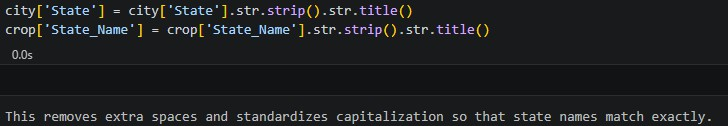 city['State'] = city['State'].str.strip().str.title()
crop['State_Name'] = crop['State_Name'].str.strip().str.title()
0.0s
This removes extra spaces and standardizes capitalization so that state names match exactly.